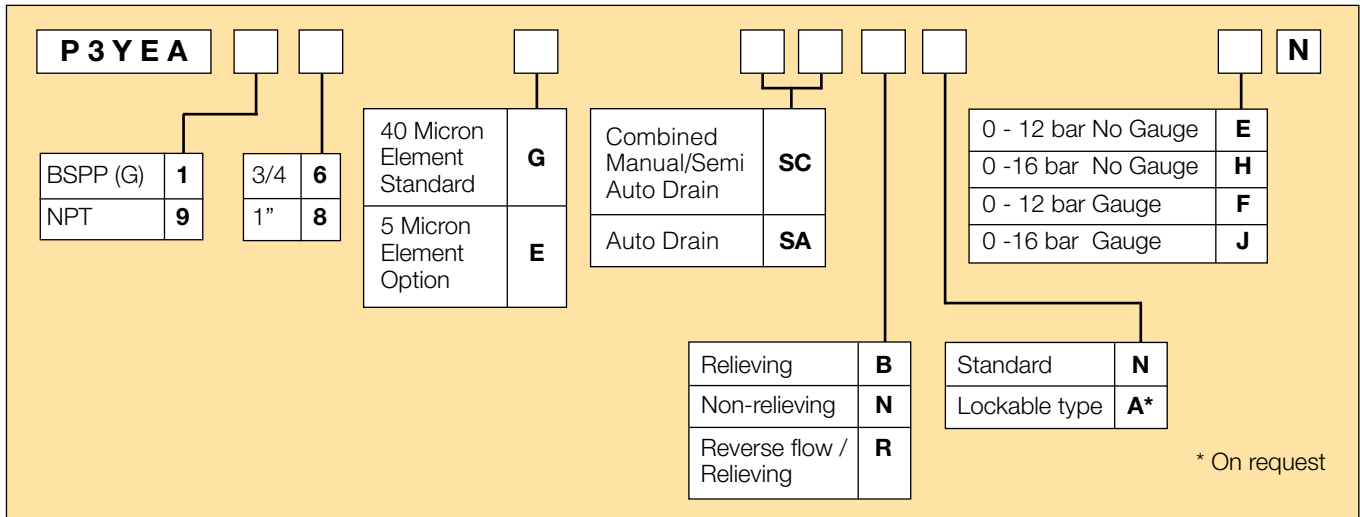 P3YEA N
BSPP (G) 1
NPT 9
3/4 6
1” 8
40 Micron
Element
Standard
G
5 Micron
Element
Option
E
Combined
Manual/Semi
Auto Drain
SC
Auto Drain SA
0 - 12 bar No Gauge E
0 -16 bar No Gauge H
0 - 12 bar Gauge F
0 -16 bar Gauge J
Relieving B
Non-relieving N
Reverse flow /
Relieving
R
Standard N
Lockable type A*
* On request